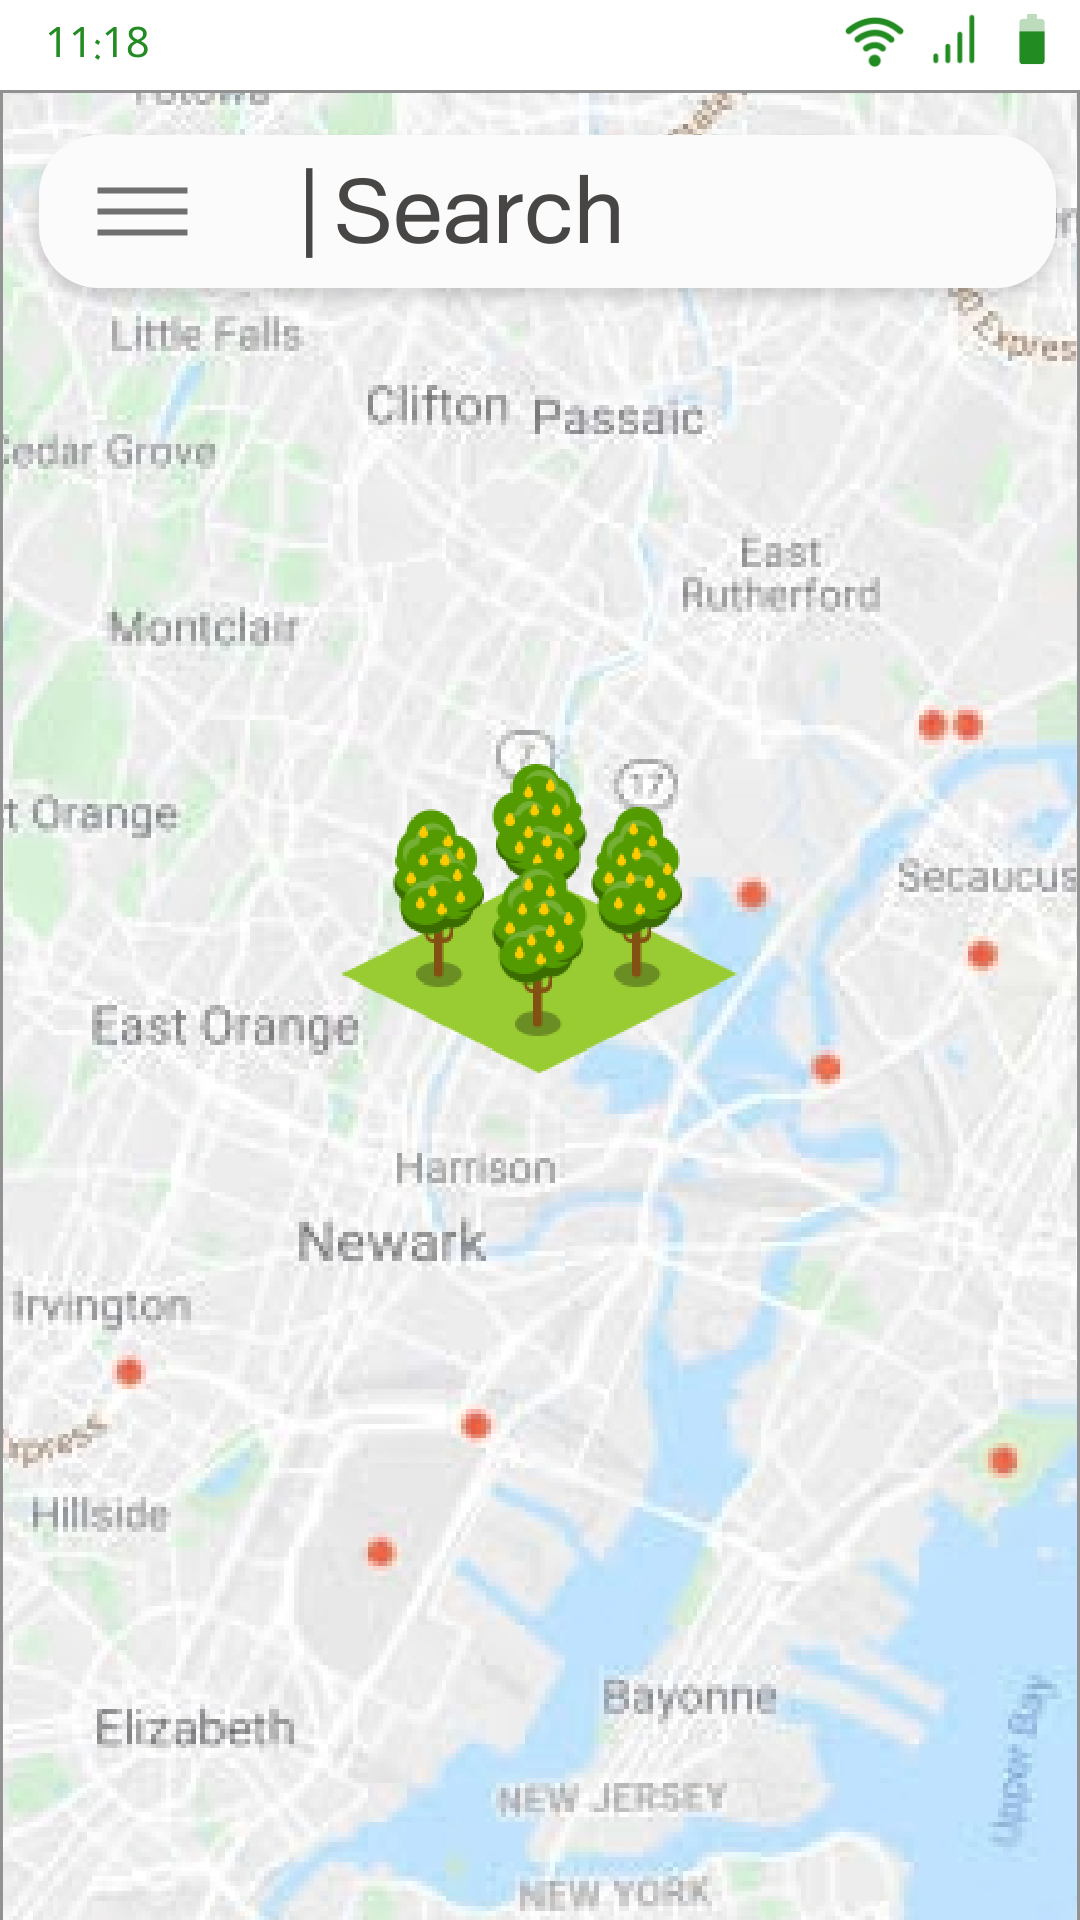 11:18
Search
Little Falls
Clifton
Passaic
Cedar Grove
East
Rutherford
Montclair
7
17
t Orange
Secaucus
East Orange
Harrison
Newark
Irvington
xpress
Hillside
Bayonne
Elizabeth
Upper Bay
NEW JERSEY
NEW YORK